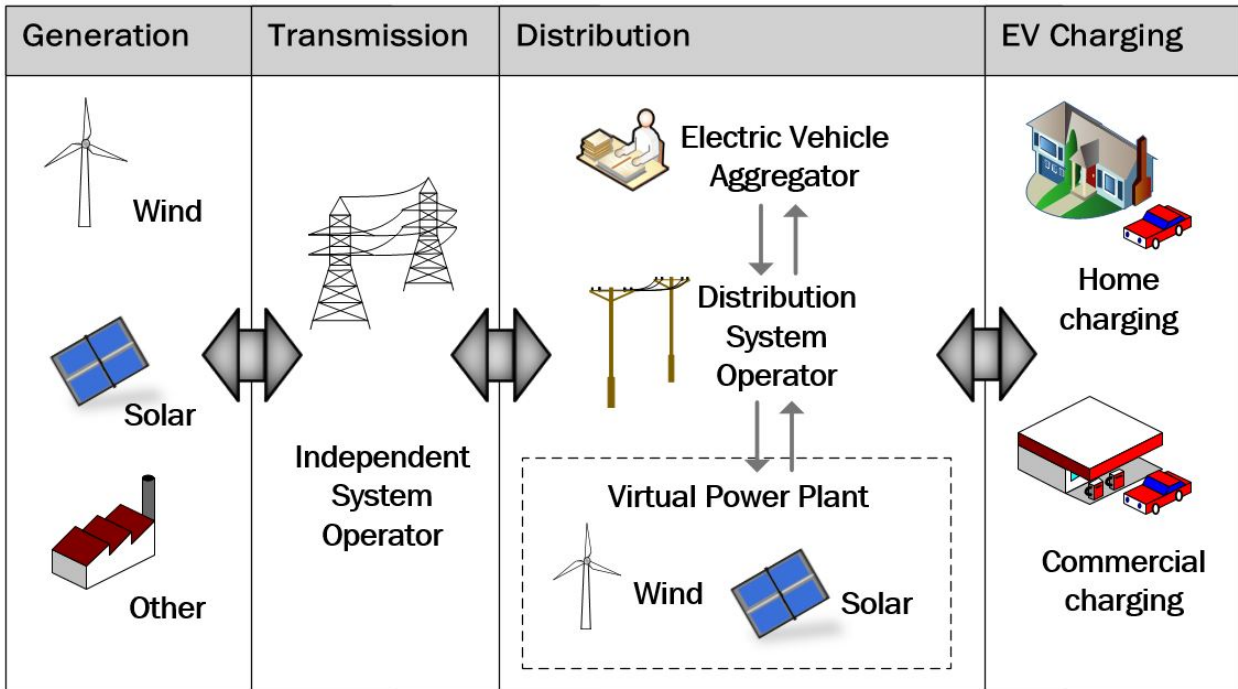 Generation
Transmission
Distribution
EV Charging
Wind
Solar
Other
Independent
System
Operator
Electric Vehicle
Aggregator
Distribution
System
Operator
Virtual Power Plant
Wind
Solar
Home
charging
Commercial
charging